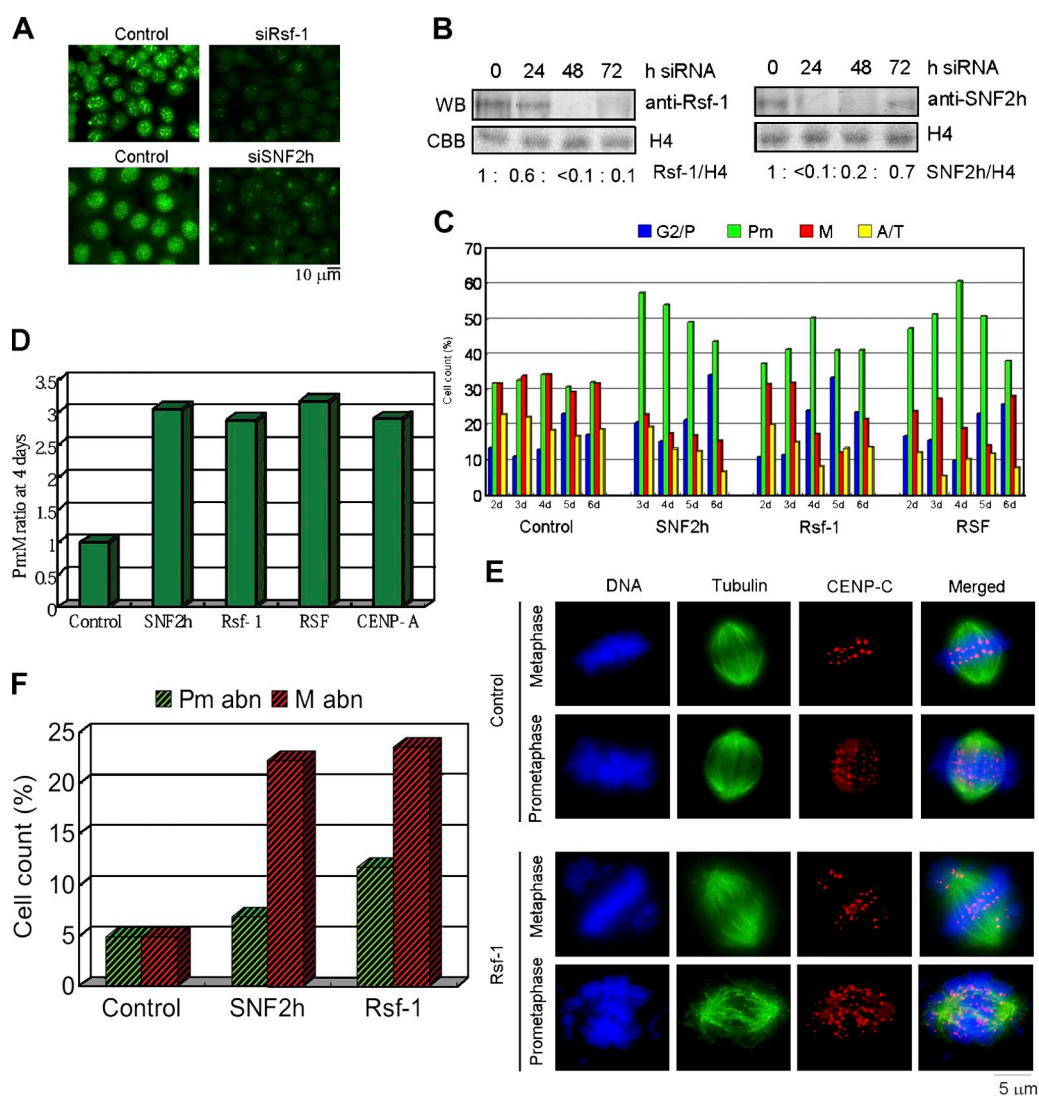 A
Control siRsf-1
Control siSNF2h
10 μm
B
0 24 48 72 h siRNA
WB anti-Rsf-1
CBB H4
1 : 0.6 : <0.1 : 0.1 Rsf-1/H4
0 24 48 72 h siRNA
anti-SNF2h
H4
1 : <0.1 : 0.2 : 0.7 SNF2h/H4
C
G2/P Pm M A/T
Cell count (%)
70
60
50
40
30
20
10
0
2d 3d 4d 5d 6d 3d 4d 5d 6d 2d 3d 4d 5d 6d 2d 3d 4d 5d 6d
Control SNF2h Rsf-1 RSF
D
Pm:M ratio at 4 days
3.5
3
2.5
2
1.5
1
0.5
0
Control SNF2h Rsf-1 RSF CENP-A
E
DNA Tubulin CENP-C Merged
Control
Metaphase
Prometaphase
Rsf-1
Metaphase
Prometaphase
5 μm
F
Pm abn M abn
Cell count (%)
25
20
15
10
5
0
Control SNF2h Rsf-1